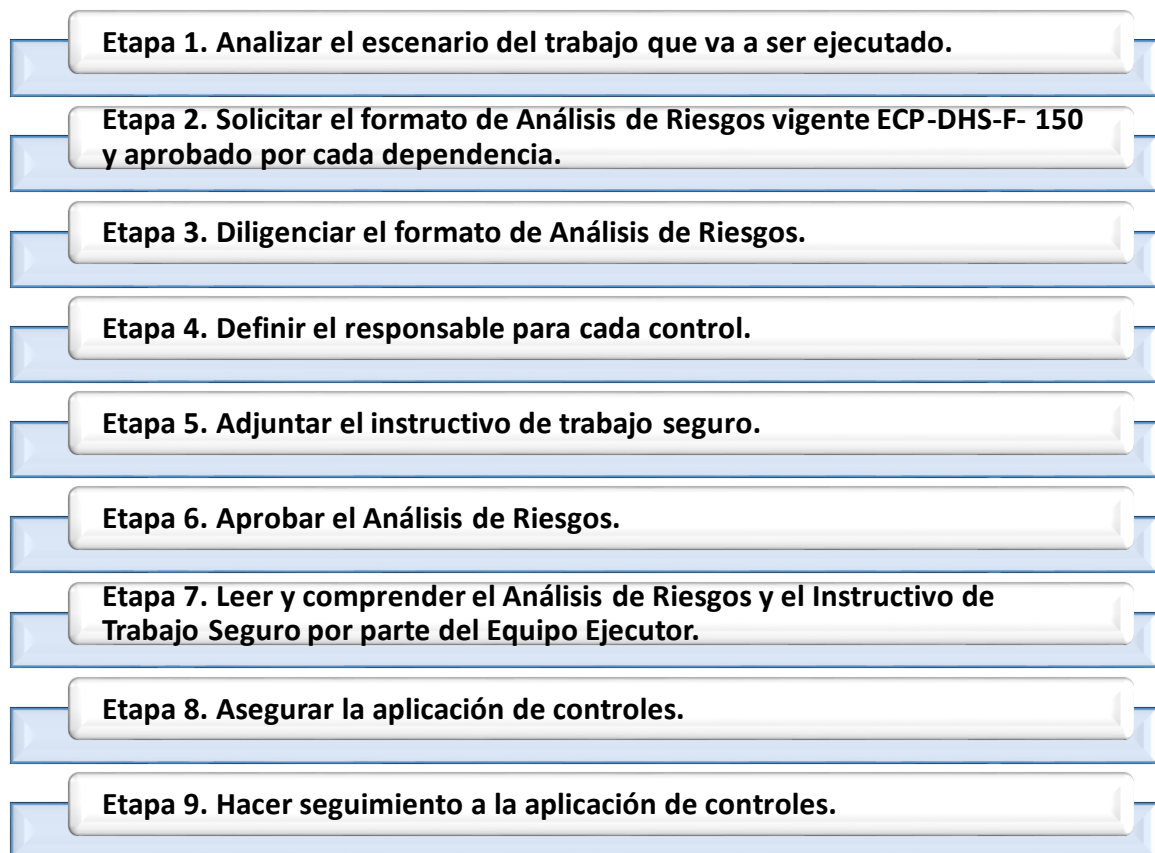 Etapa 1. Analizar el escenario del trabajo que va a ser ejecutado.
Etapa 2. Solicitar el formato de Análisis de Riesgos vigente ECP-DHS-F- 150
y aprobado por cada dependencia.
Etapa 3. Diligenciar el formato de Análisis de Riesgos.
Etapa 4. Definir el responsable para cada control.
Etapa 5. Adjuntar el instructivo de trabajo seguro.
Etapa 6. Aprobar el Análisis de Riesgos.
Etapa 7. Leer y comprender el Análisis de Riesgos y el Instructivo de
Trabajo Seguro por parte del Equipo Ejecutor.
Etapa 8. Asegurar la aplicación de controles.
Etapa 9. Hacer seguimiento a la aplicación de controles.